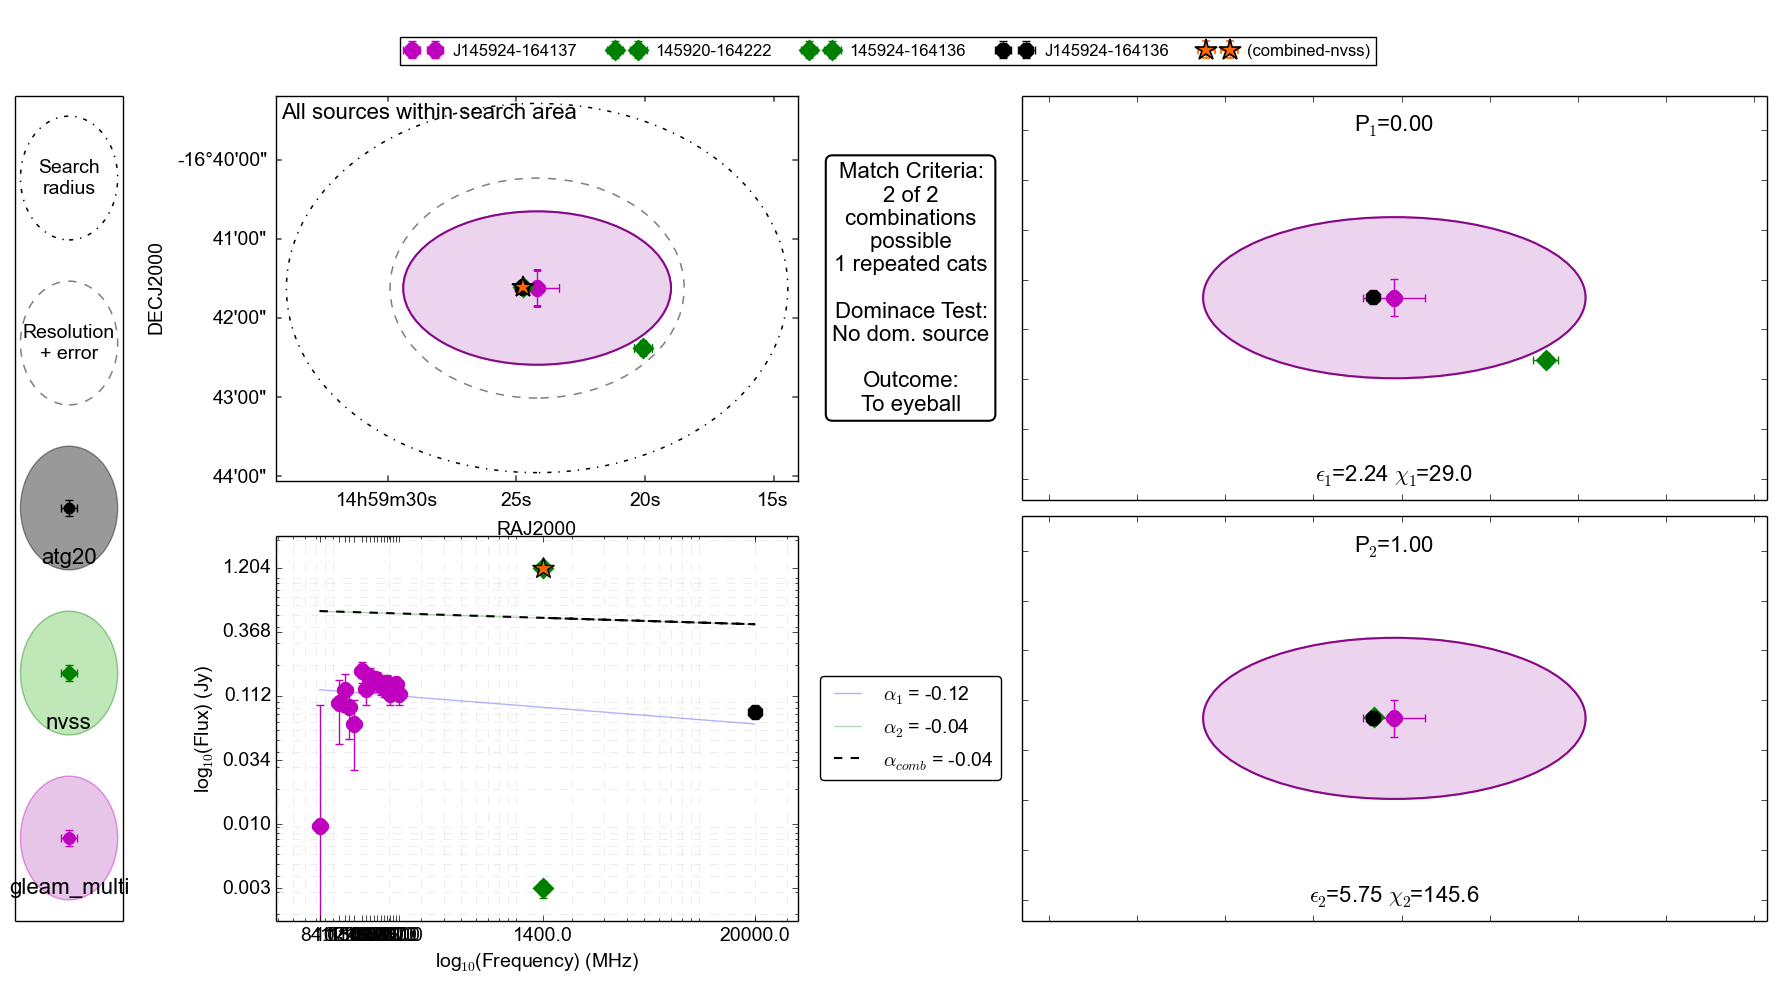 J145924-164137 145920-164222 145924-164136 J145924-164136 (combined-nvss)
Search
radius
Resolution
+ error
atg20
nvss
gleam_multi
All sources within search area
DECJ2000
-16°40'00"
41'00"
42'00"
43'00"
44'00"
14h59m30s 25s 20s 15s
RAJ2000
Match Criteria:
2 of 2
combinations
possible
1 repeated cats
Dominace Test:
No dom. source
Outcome:
To eyeball
P1=0.00
ϵ1=2.24 χ1=29.0
log10(Flux) (Jy)
1.204
0.368
0.112
0.034
0.010
0.003
1400.0 20000.0
log10(Frequency) (MHz)
α1 = -0.12
α2 = -0.04
αcomb = -0.04
P2=1.00
ϵ2=5.75 χ2=145.6